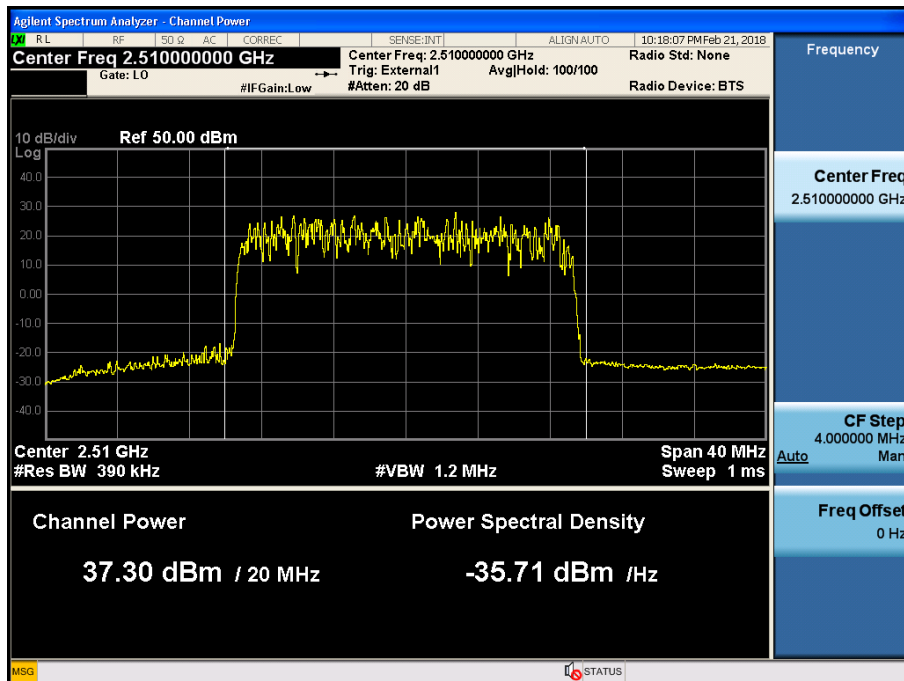 Agilent Spectrum Analyzer - Channel Power
LXI RL RF 50 Ω AC CORREC SENSE:INT ALIGN AUTO 10:18:07 PM Feb 21, 2018
Center Freq 2.510000000 GHz
Center Freq: 2.510000000 GHz
Radio Std: None
Gate: LO
Trig: External1 Avg|Hold: 100/100
#IFGain:Low
#Atten: 20 dB
Radio Device: BTS
10 dB/div Ref 50.00 dBm
Log
40.0
30.0
20.0
10.0
0.00
-10.0
-20.0
-30.0
-40.0
Center 2.51 GHz
Span 40 MHz
#Res BW 390 kHz
#VBW 1.2 MHz
Sweep 1 ms
Channel Power
Power Spectral Density
37.30 dBm / 20 MHz
-35.71 dBm /Hz
Frequency
Center Freq
2.510000000 GHz
CF Step
4.000000 MHz
Auto Man
Freq Offset
0 Hz
MSG
STATUS